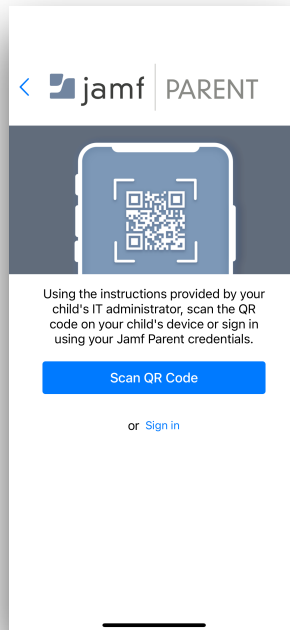 jamf PARENT
Using the instructions provided by your
child's IT administrator, scan the QR
code on your child's device or sign in
using your Jamf Parent credentials.
Scan QR Code
or Sign in